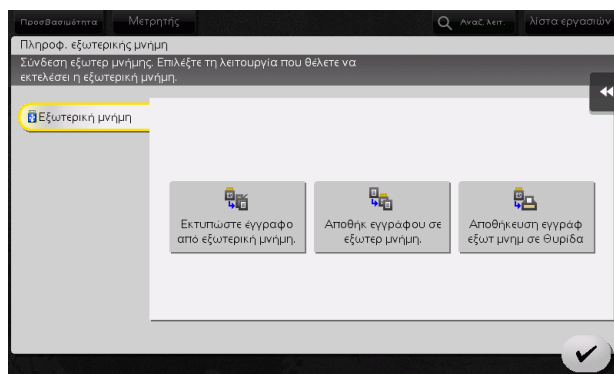 Προσβασιμότητα Μετρητής Αναζ. λειτ. λίστα εργασιών
Πληροφ. εξωτερικής μνήμη
Σύνδεση εξωτερ μνήμης. Επιλέξτε τη λειτουργία που θέλετε να
εκτελέσει η εξωτερική μνήμη.
Εξωτερική μνήμη
Εκτυπώστε έγγραφο
από εξωτερική μνήμη.
Αποθήκ εγγράφου σε
εξωτερ μνήμη.
Αποθήκευση εγγράφ
εξωτ μνημ σε Θυρίδα